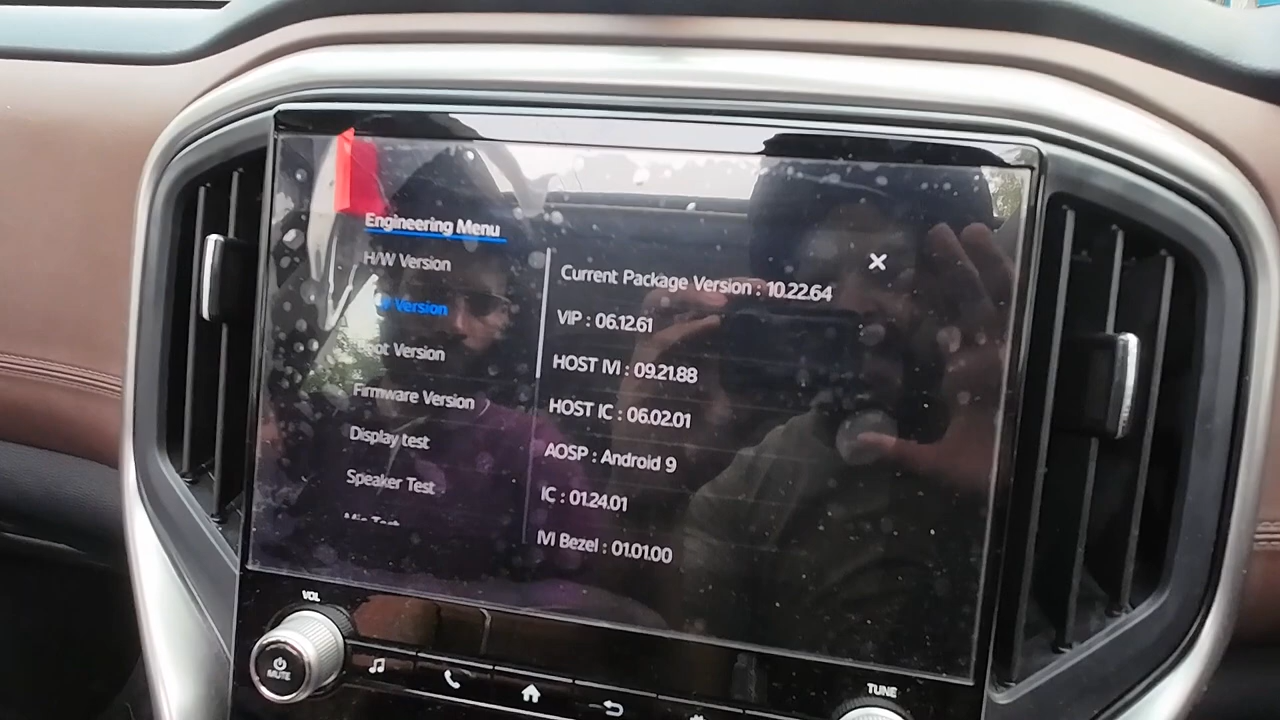 Engineering Menu
H/W Version
Version
Boot Version
Firmware Version
Display test
Speaker Test
Mic Test
Current Package Version : 10.22.64
VIP : 06.12.61
HOST IVI : 09.21.88
HOST IC : 06.02.01
AOSP : Android 9
IC : 01.24.01
IVI Bezel : 01.01.00
VOL
MUTE
TUNE